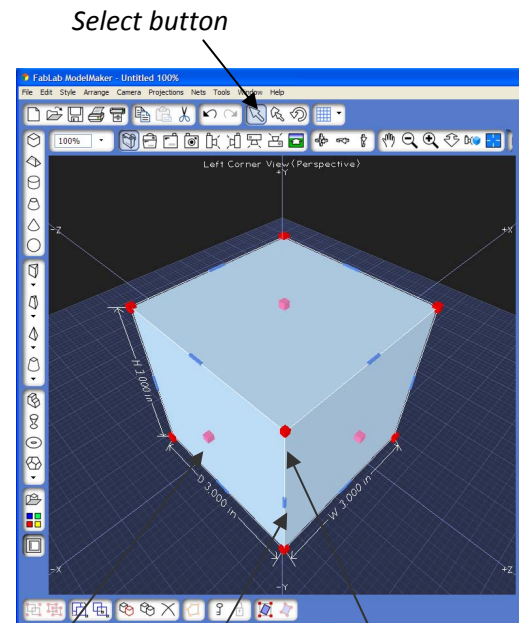 Select button
FabLab ModelMaker - Untitled 100%
File Edit Style Arrange Camera Projections Nets Tools Window Help
100%
Left Corner View (Perspective)
+Y
-Z
+X
H 3.000 in
D 3.000 in
W 3.000 in
-X
+Z
-Y